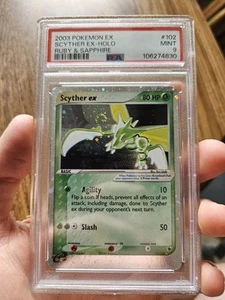 2003 POKEMON EX #102
SCYTHER EX-HOLO MINT
RUBY & SAPPHIRE 9
PSA 106274830
Scyther ex 80 HP
BASIC
Agility 10
Flip a coin. If heads, prevent all effects of an
attack, including damage, done to Scyther
ex during your opponent's next turn.
Slash 50